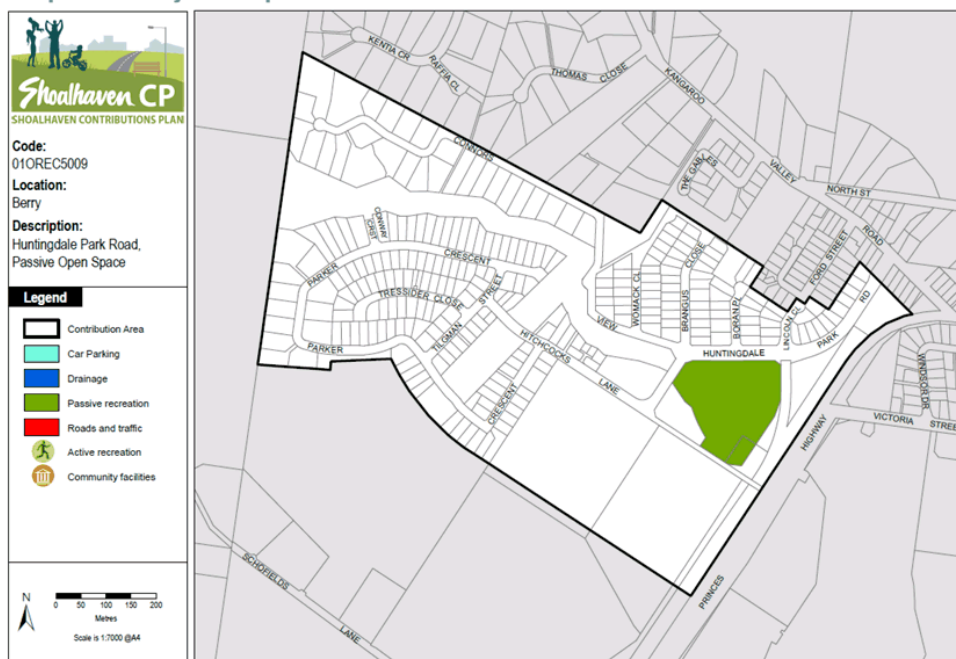 Shoalhaven CP
SHOALHAVEN CONTRIBUTIONS PLAN
Code:
01OREC5009
Location:
Berry
Description:
Huntingdale Park Road,
Passive Open Space
Legend
Contribution Area
Car Parking
Drainage
Passive recreation
Roads and traffic
Active recreation
Community facilities
N
0 50 100 150 200
Metres
Scale is 1:7000 @A4
KENTIA CR
RAFFIA CL
THOMAS CLOSE
KANGAROO
VALLEY
ROAD
NORTH ST
THE GABLES
FORD STREET
CONNORS
VIEW
CONWAY
CRST
PARKER
CRESCENT
TRESSIDER CLOSE
TILGMAN
STREET
PARKER
CRESCENT
HITCHCOCKS
LANE
WOMACK CL
BRANGUS
CLOSE
BORAN PL
LINCOLN CL
HUNTINGDALE
PARK
RD
WINDSOR DR
VICTORIA STREE
HIGHWAY
PRINCES
SCHOFIELDS
LANE